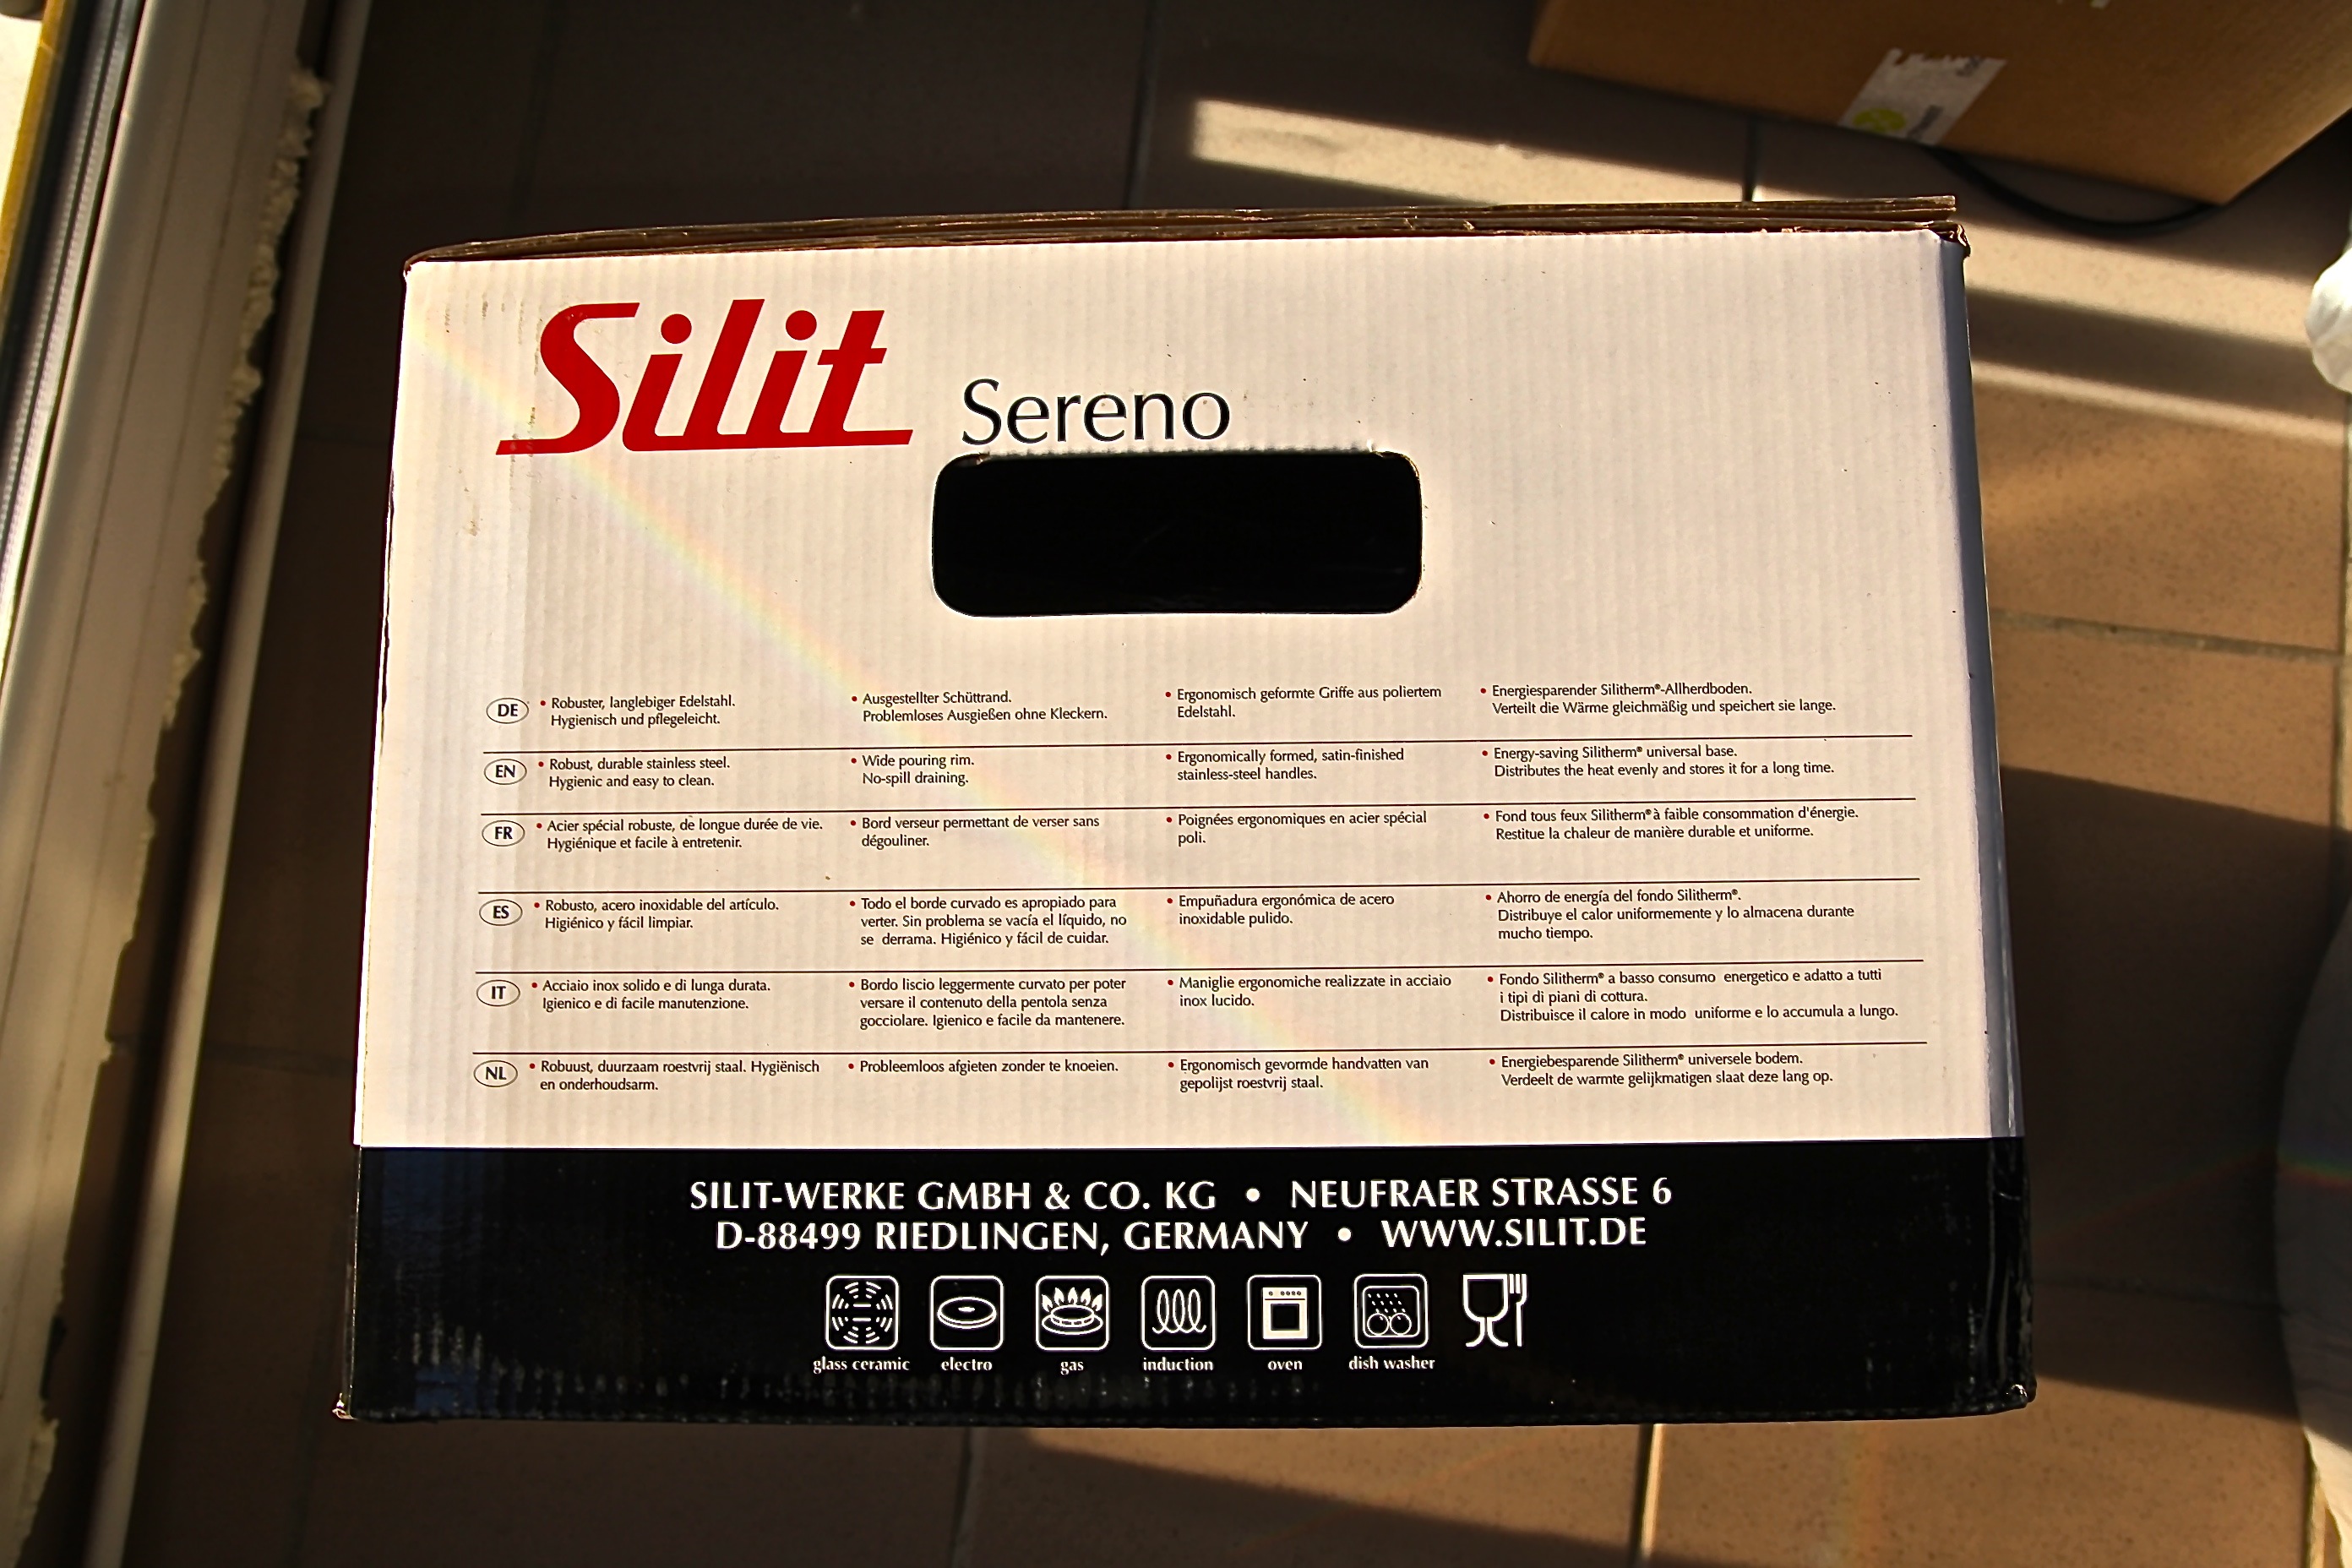 Silit Sereno
DE
• Robuster, langlebiger Edelstahl.
Hygienisch und pflegeleicht.
• Ausgestellter Schüttrand.
Problemloses Ausgießen ohne Kleckern.
• Ergonomisch geformte Griffe aus poliertem
Edelstahl.
• Energiesparender Silitherm®-Allherdboden.
Verteilt die Wärme gleichmäßig und speichert sie lange.
EN
• Robust, durable stainless steel.
Hygienic and easy to clean.
• Wide pouring rim.
No-spill draining.
• Ergonomically formed, satin-finished
stainless-steel handles.
• Energy-saving Silitherm® universal base.
Distributes the heat evenly and stores it for a long time.
FR
• Acier spécial robuste, de longue durée de vie.
Hygiénique et facile à entretenir.
• Bord verseur permettant de verser sans
dégouliner.
• Poignées ergonomiques en acier spécial
poli.
• Fond tous feux Silitherm® à faible consommation d'énergie.
Restitue la chaleur de manière durable et uniforme.
ES
• Robusto, acero inoxidable del artículo.
Higiénico y fácil limpiar.
• Todo el borde curvado es apropiado para
verter. Sin problema se vacía el líquido, no
se derrama. Higiénico y fácil de cuidar.
• Empuñadura ergonómica de acero
inoxidable pulido.
• Ahorro de energía del fondo Silitherm®.
Distribuye el calor uniformemente y lo almacena durante
mucho tiempo.
IT
• Acciaio inox solido e di lunga durata.
Igienico e di facile manutenzione.
• Bordo liscio leggermente curvato per poter
versare il contenuto della pentola senza
gocciolare. Igienico e facile da mantenere.
• Maniglie ergonomiche realizzate in acciaio
inox lucido.
• Fondo Silitherm® a basso consumo energetico e adatto a tutti
i tipi di piani di cottura.
Distribuisce il calore in modo uniforme e lo accumula a lungo.
NL
• Robuust, duurzaam roestvrij staal. Hygiënisch
en onderhoudsarm.
• Probleemloos afgieten zonder te knoeien.
• Ergonomisch gevormde handvatten van
gepolijst roestvrij staal.
• Energiebesparende Silitherm® universele bodem.
Verdeelt de warmte gelijkmatigen slaat deze lang op.
SILIT-WERKE GMBH & CO. KG • NEUFRAER STRASSE 6
D-88499 RIEDLINGEN, GERMANY • WWW.SILIT.DE
glass ceramic electro gas induction oven dish washer